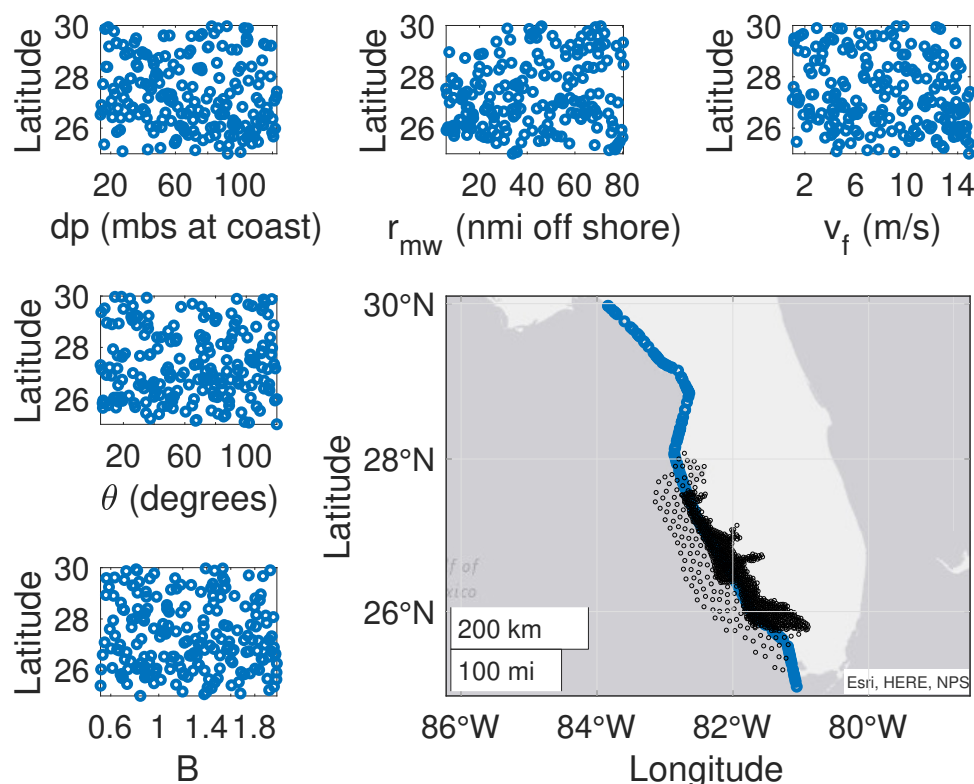 30
28
26
Latitude
20 60 100
dp (mbs at coast)
30
28
26
Latitude
20 40 60 80
r_mw (nmi off shore)
30
28
26
Latitude
2 6 10 14
v_f (m/s)
30
28
26
Latitude
20 60 100
θ (degrees)
30
28
26
Latitude
0.6 1 1.4 1.8
B
30°N
28°N
26°N
Latitude
lf of
xico
200 km
100 mi
Esri, HERE, NPS
86°W 84°W 82°W 80°W
Longitude